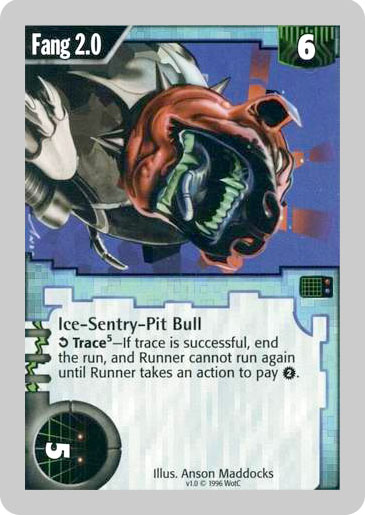 Fang 2.0
6
Ice-Sentry-Pit Bull
Trace⁵–If trace is successful, end
the run, and Runner cannot run again
until Runner takes an action to pay 2.
5
Illus. Anson Maddocks
v1.0 © 1996 WotC